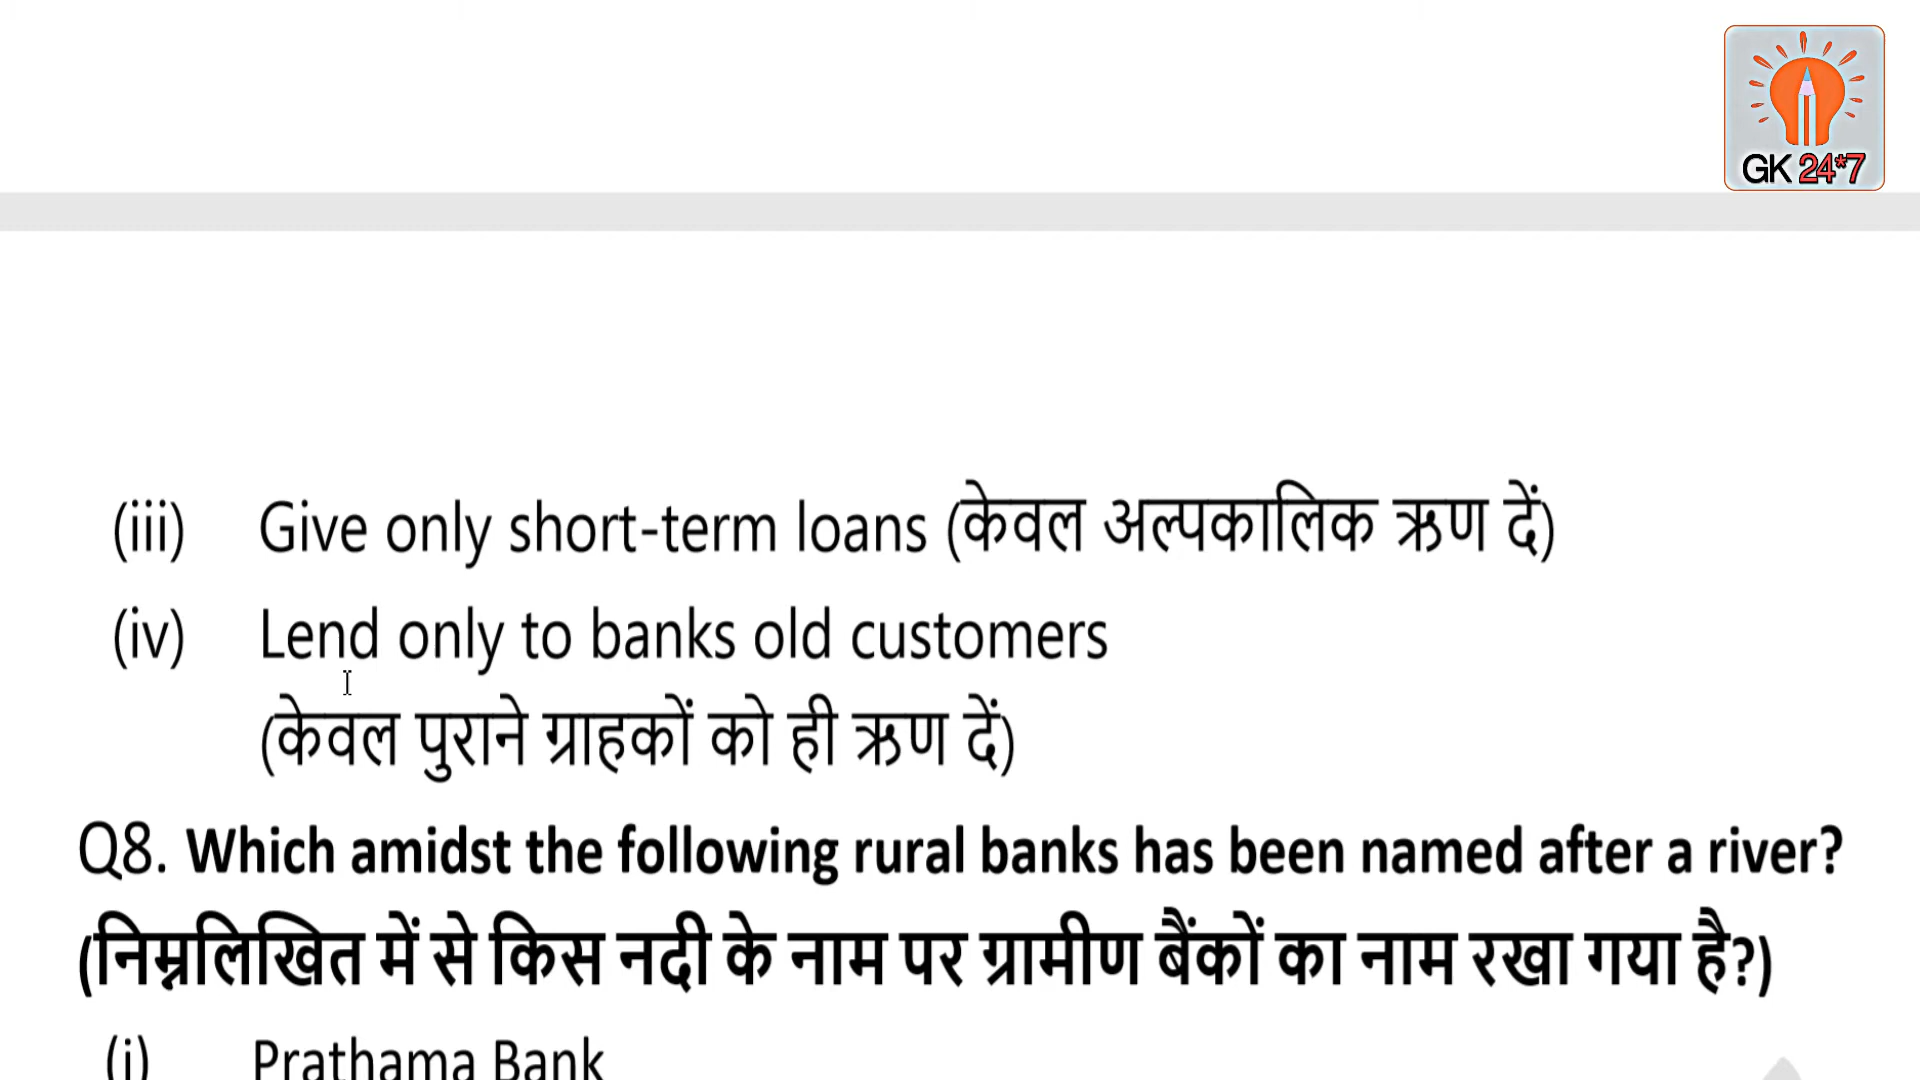 GK 24*7
(iii) Give only short-term loans (केवल अल्पकालिक ऋण दें)
(iv) Lend only to banks old customers
(केवल पुराने ग्राहकों को ही ऋण दें)
Q8. Which amidst the following rural banks has been named after a river?
(निम्नलिखित में से किस नदी के नाम पर ग्रामीण बैंकों का नाम रखा गया है?)
(i) Prathama Bank